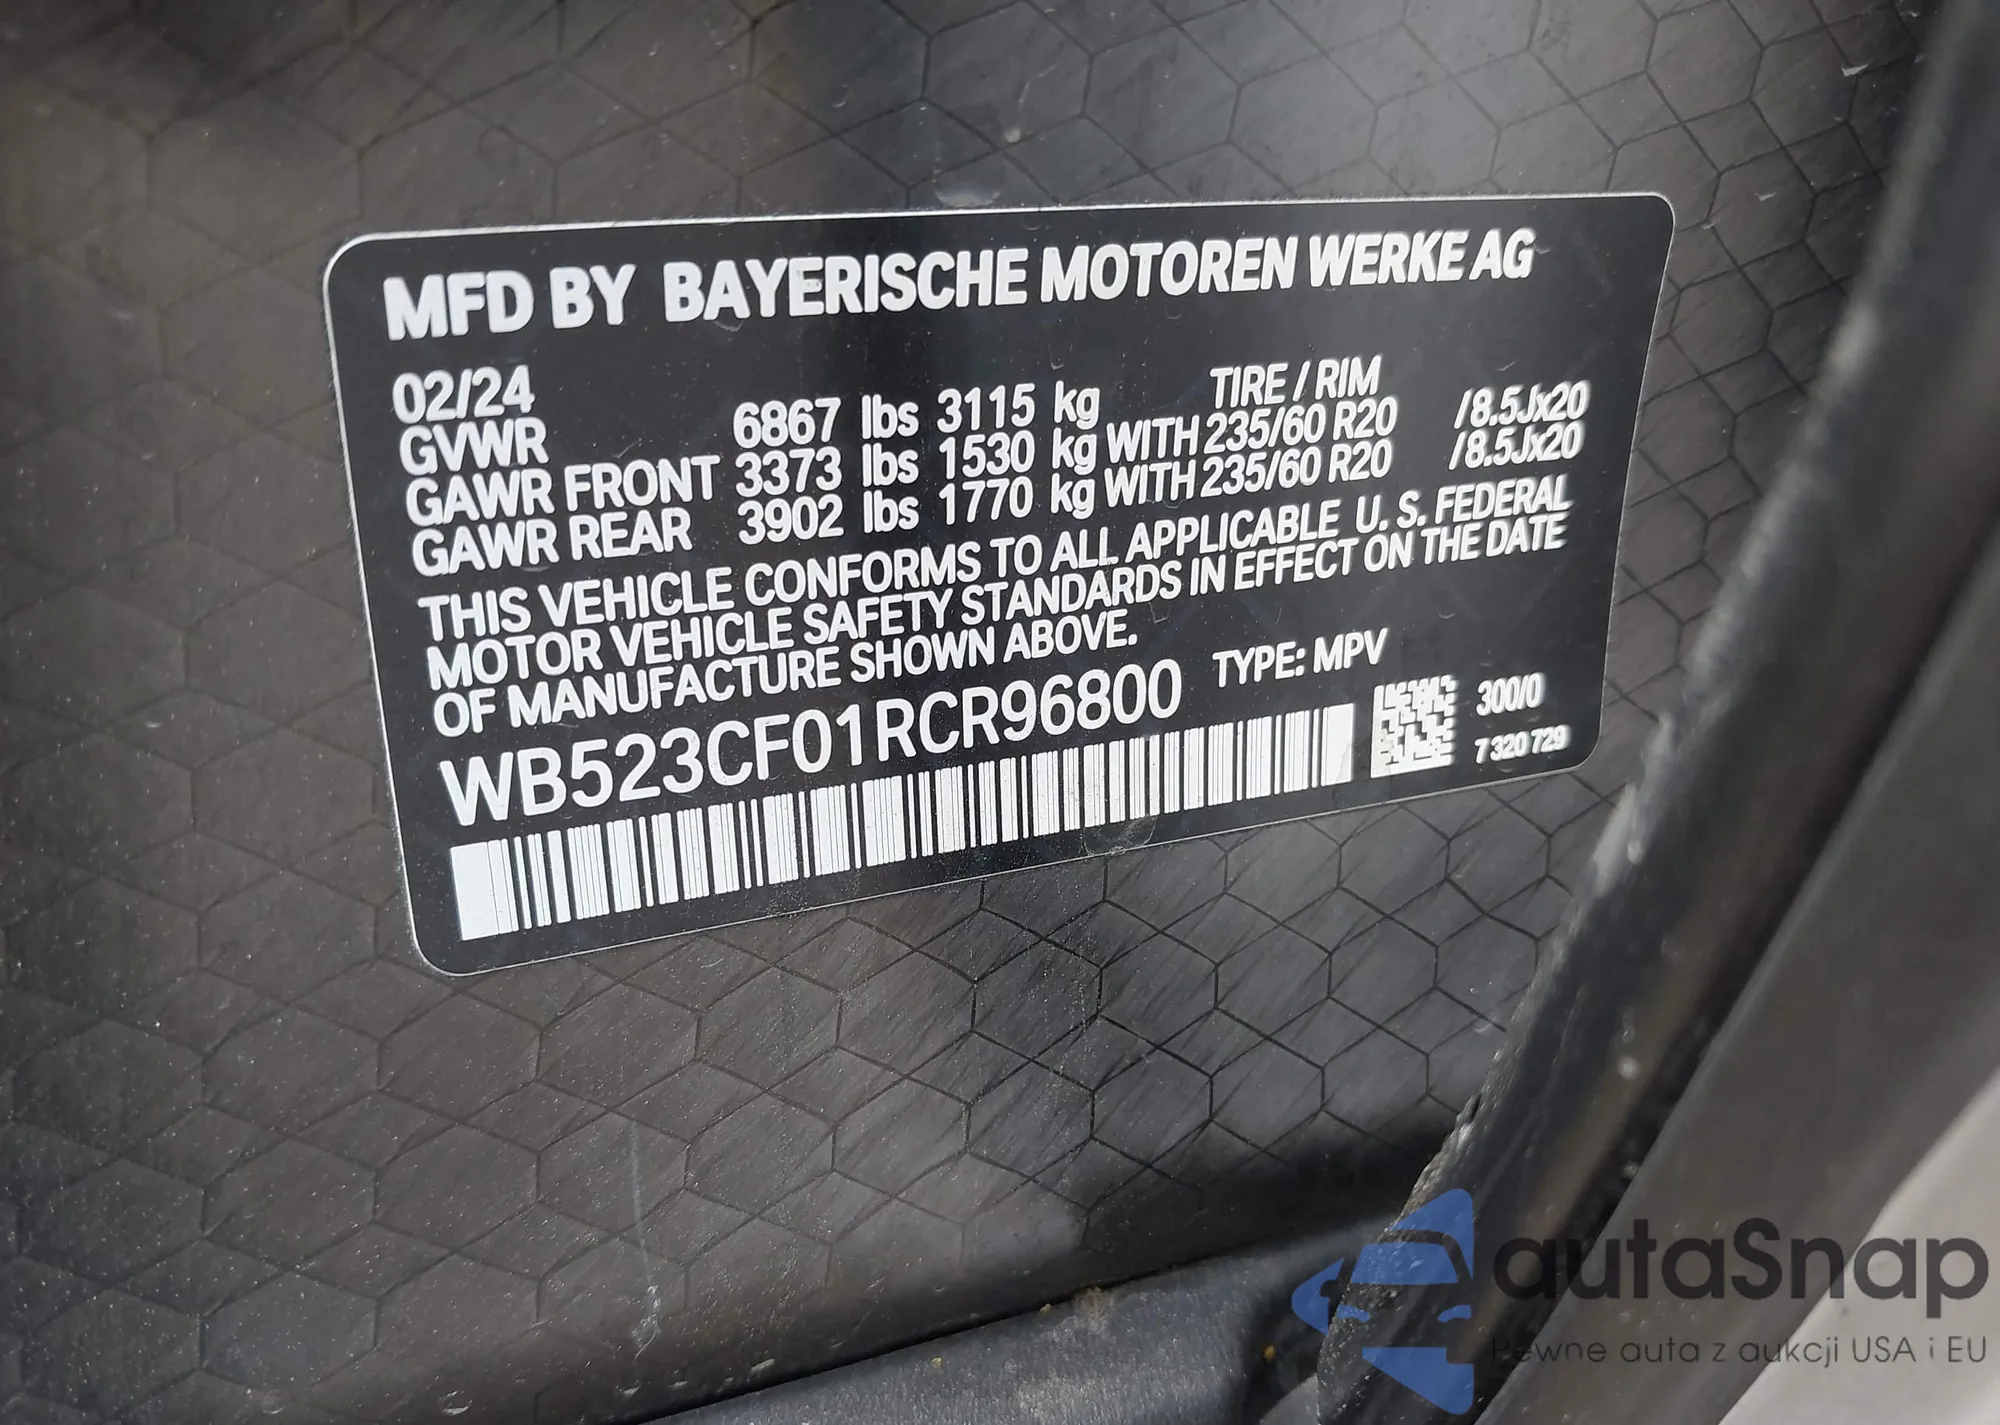 MFD BY BAYERISCHE MOTOREN WERKE AG
02/24 TIRE / RIM
GVWR 6867 lbs 3115 kg
GAWR FRONT 3373 lbs 1530 kg WITH 235/60 R20 /8.5Jx20
GAWR REAR 3902 lbs 1770 kg WITH 235/60 R20 /8.5Jx20
THIS VEHICLE CONFORMS TO ALL APPLICABLE U. S. FEDERAL
MOTOR VEHICLE SAFETY STANDARDS IN EFFECT ON THE DATE
OF MANUFACTURE SHOWN ABOVE.
WB523CF01RCR96800 TYPE: MPV
300/0
7 320 729
autaSnap
Pewne auta z aukcji USA i EU